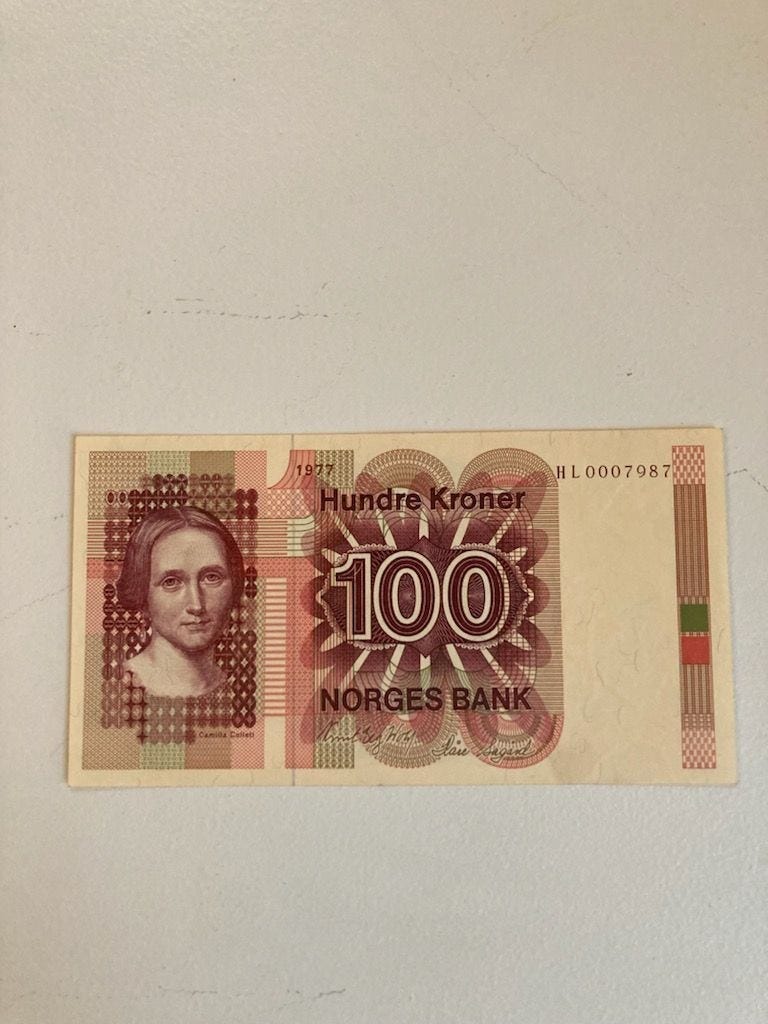 1977
HL0007987
Hundre Kroner
100
NORGES BANK
Camilla Collett